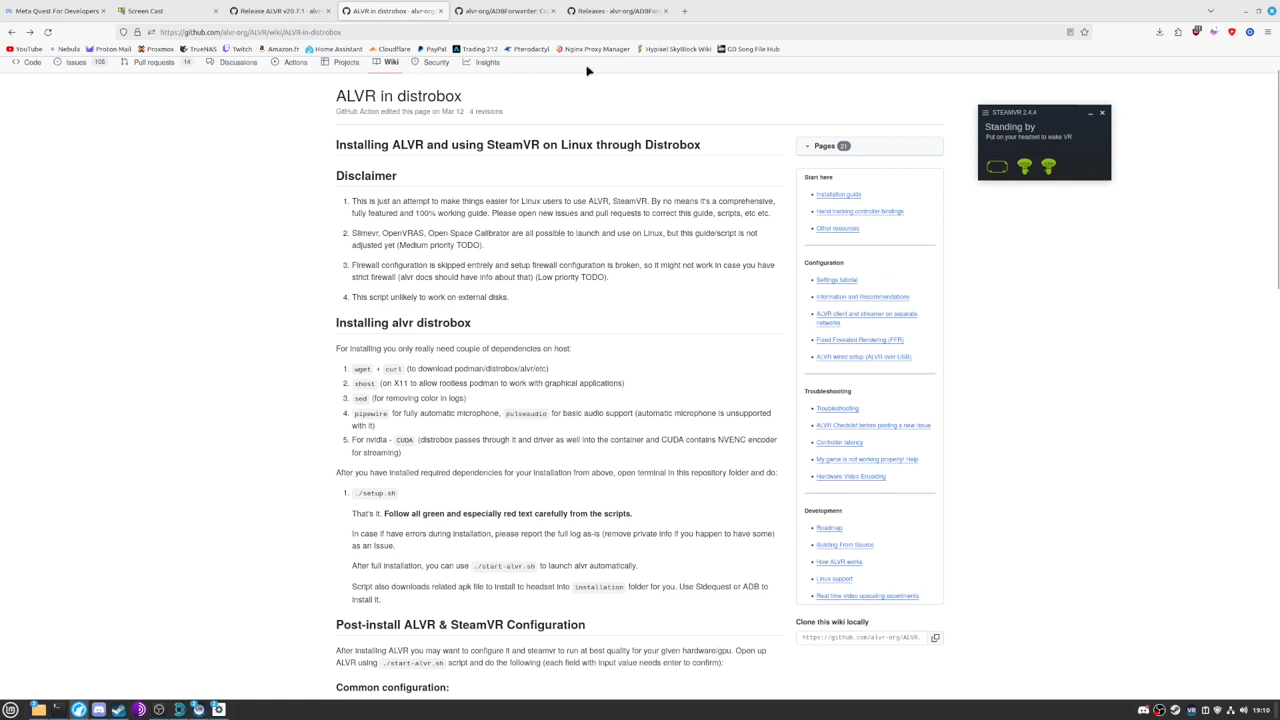 Meta Quest For Developers
Screen Cast
Release ALVR v20.7.1 · alvr-
ALVR in distrobox · alvr-org
alvr-org/ADBForwarder: Co
Releases · alvr-org/ADBFor
https://github.com/alvr-org/ALVR/wiki/ALVR-in-distrobox
YouTube
Nebula
Proton Mail
Proxmox
TrueNAS
Twitch
Amazon.fr
Home Assistant
Cloudflare
PayPal
Trading 212
Pterodactyl
Nginx Proxy Manager
Hypixel SkyBlock Wiki
GD Song File Hub
Code
Issues 105
Pull requests 14
Discussions
Actions
Projects
Wiki
Security
Insights
ALVR in distrobox
GitHub Action edited this page on Mar 12 · 4 revisions
Installing ALVR and using SteamVR on Linux through Distrobox
Disclaimer
1. This is just an attempt to make things easier for Linux users to use ALVR, SteamVR. By no means it's a comprehensive,
fully featured and 100% working guide. Please open new issues and pull requests to correct this guide, scripts, etc etc.
2. Slimevr, OpenVRAS, Open Space Calibrator are all possible to launch and use on Linux, but this guide/script is not
adjusted yet (Medium priority TODO).
3. Firewall configuration is skipped entirely and setup firewall configuration is broken, so it might not work in case you have
strict firewall (alvr docs should have info about that) (Low priority TODO).
4. This script unlikely to work on external disks.
Installing alvr distrobox
For installing you only really need couple of dependencies on host:
1. wget + curl (to download podman/distrobox/alvr/etc)
2. xhost (on X11 to allow rootless podman to work with graphical applications)
3. sed (for removing color in logs)
4. pipewire for fully automatic microphone, pulseaudio for basic audio support (automatic microphone is unsupported
with it)
5. For nvidia - CUDA (distrobox passes through it and driver as well into the container and CUDA contains NVENC encoder
for streaming)
After you have installed required dependencies for your installation from above, open terminal in this repository folder and do:
1. ./setup.sh
That's it. Follow all green and especially red text carefully from the scripts.
In case if have errors during installation, please report the full log as-is (remove private info if you happen to have some)
as an issue.
After full installation, you can use ./start-alvr.sh to launch alvr automatically.
Script also downloads related apk file to install to headset into installation folder for you. Use Sidequest or ADB to
install it.
Post-install ALVR & SteamVR Configuration
After installing ALVR you may want to configure it and steamvr to run at best quality for your given hardware/gpu. Open up
ALVR using ./start-alvr.sh script and do the following (each field with input value needs enter to confirm):
Common configuration:
Pages 21
Start here
• Installation guide
• Hand tracking controller bindings
• Other resources
Configuration
• Settings tutorial
• Information and Recommendations
• ALVR client and streamer on separate
networks
• Fixed Foveated Rendering (FFR)
• ALVR wired setup (ALVR over USB)
Troubleshooting
• Troubleshooting
• ALVR Checklist before posting a new issue
• Controller latency
• My game is not working properly! Help
• Hardware Video Encoding
Development
• Roadmap
• Building From Source
• How ALVR works
• Linux support
• Real time video upscaling experiments
Clone this wiki locally
https://github.com/alvr-org/ALVR.
STEAMVR 2.4.4
Standing by
Put on your headset to wake VR
VR
19:10